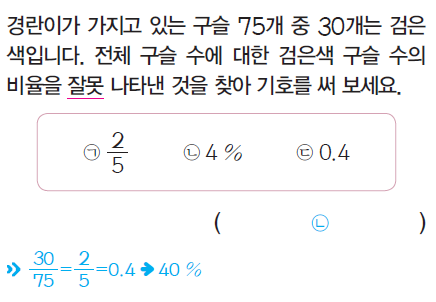 경란이가 가지고 있는 구슬 75개 중 30개는 검은
색입니다. 전체 구슬 수에 대한 검은색 구슬 수의
비율을 잘못 나타낸 것을 찾아 기호를 써 보세요.
㉠ 2/5 ㉡ 4 % ㉢ 0.4
( ㉡ )
» 30/75=2/5=0.4 → 40 %